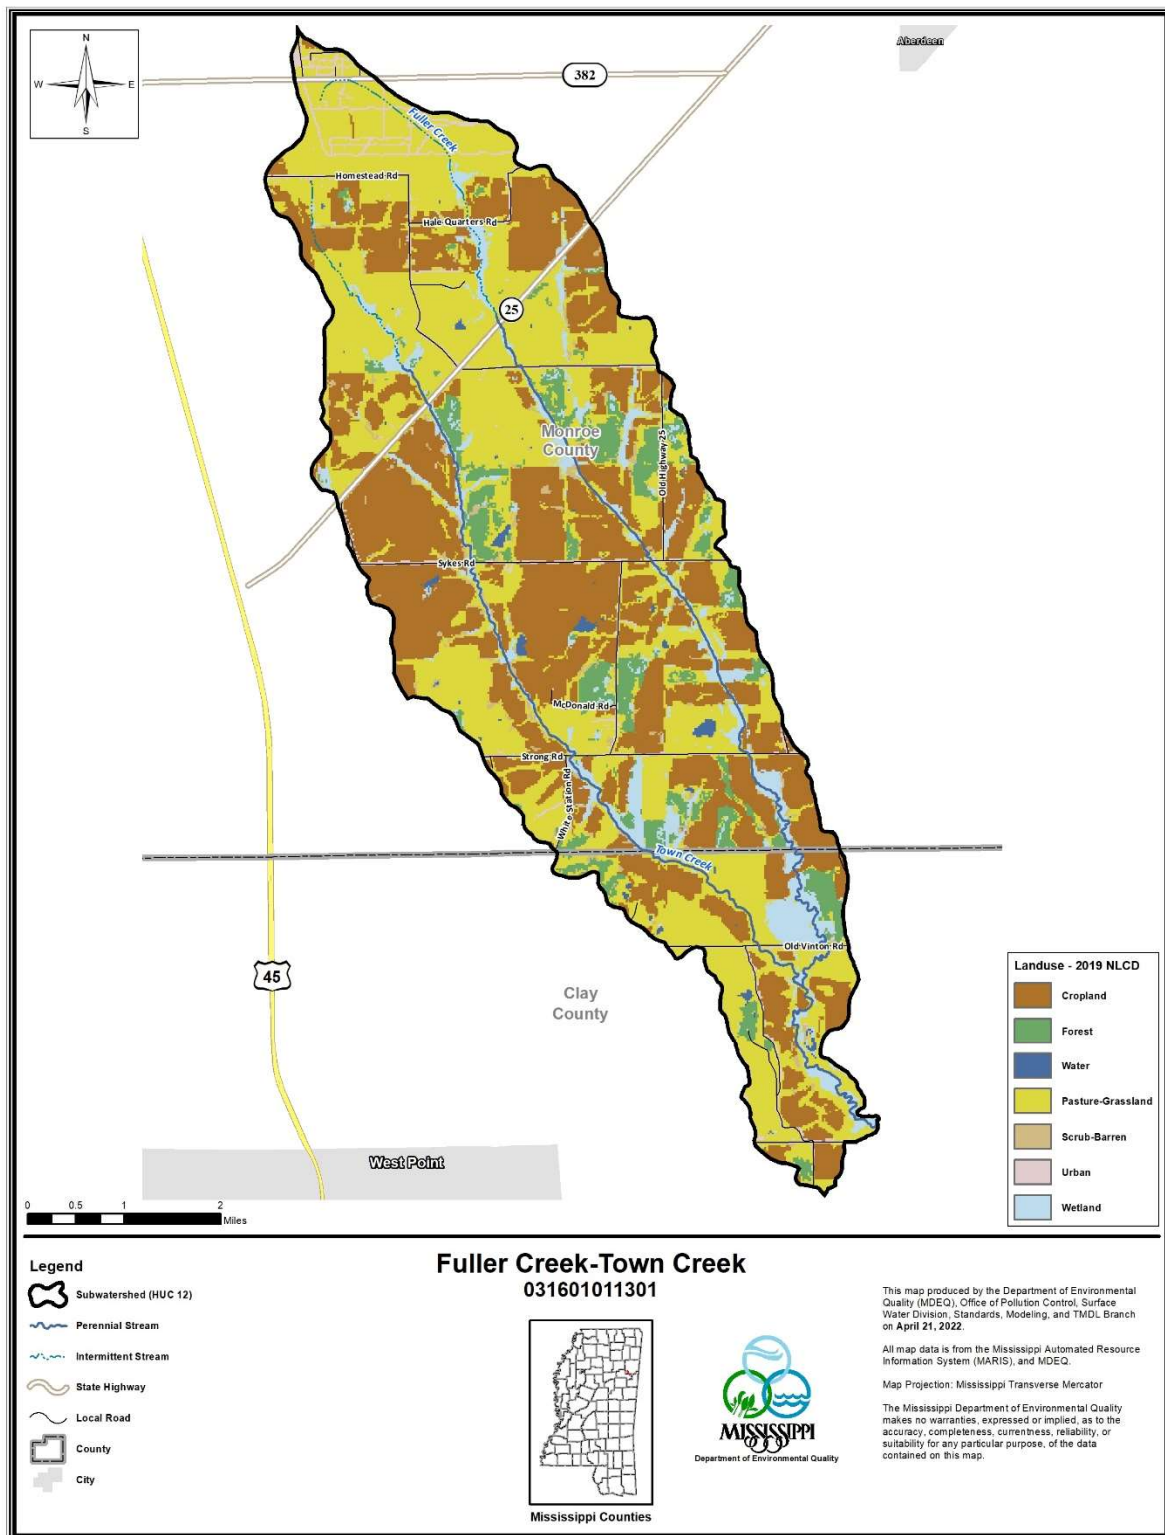 N
W E
S
382
Aberdeen
Fuller Creek
Homestead Rd
Hale Quarters Rd
25
Monroe
County
Old Highway 25
Sykes Rd
McDonald Rd
Strong Rd
White Station Rd
Town Creek
Old Vinton Rd
45
Clay
County
West Point
0 0.5 1 2
Miles
Landuse - 2019 NLCD
Cropland
Forest
Water
Pasture-Grassland
Scrub-Barren
Urban
Wetland
Legend
Subwatershed (HUC 12)
Perennial Stream
Intermittent Stream
State Highway
Local Road
County
City
Fuller Creek-Town Creek
031601011301
Mississippi Counties
MISSISSIPPI
Department of Environmental Quality
This map produced by the Department of Environmental
Quality (MDEQ), Office of Pollution Control, Surface
Water Division, Standards, Modeling, and TMDL Branch
on April 21, 2022.
All map data is from the Mississippi Automated Resource
Information System (MARIS), and MDEQ.
Map Projection: Mississippi Transverse Mercator
The Mississippi Department of Environmental Quality
makes no warranties, expressed or implied, as to the
accuracy, completeness, currentness, reliability, or
suitability for any particular purpose, of the data
contained on this map.